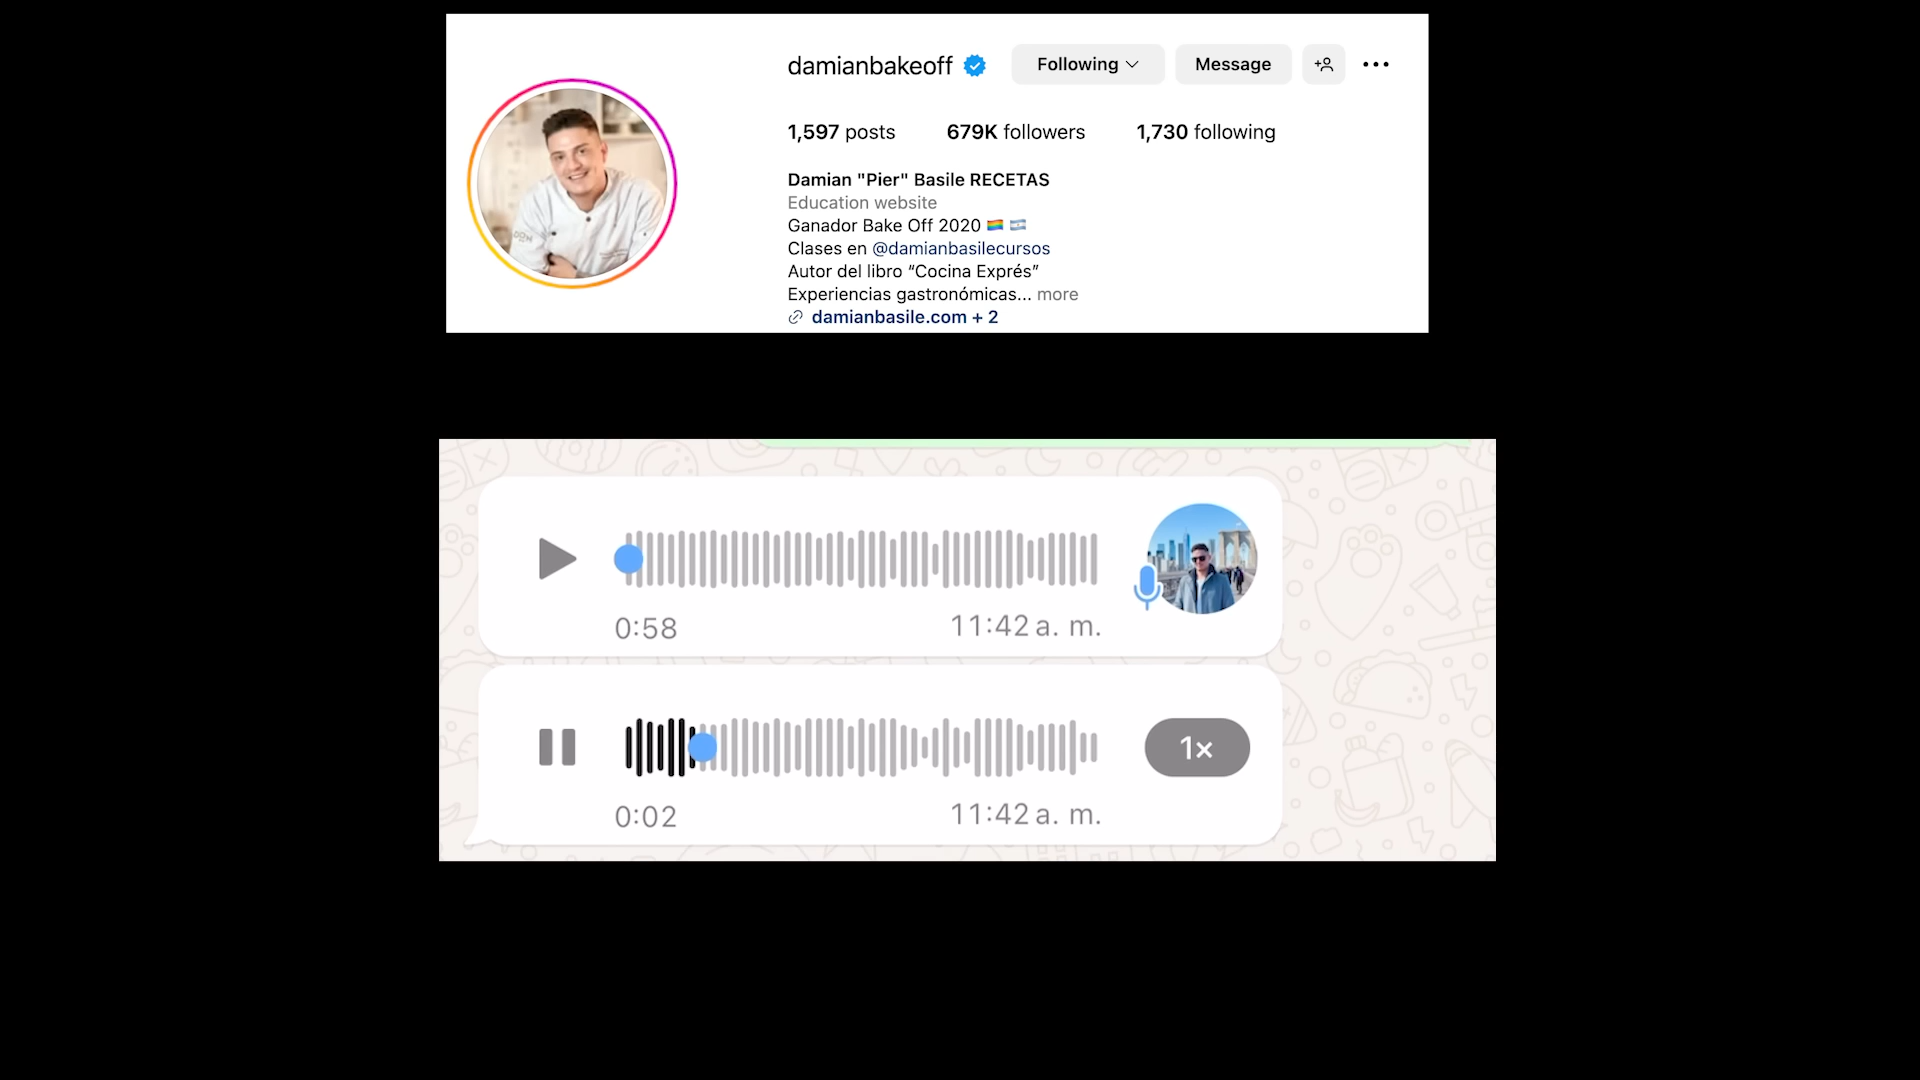 damianbakeoff Following Message
1,597 posts 679K followers 1,730 following
Damian "Pier" Basile RECETAS
Education website
Ganador Bake Off 2020 🏳️‍🌈 🇦🇷
Clases en @damianbasilecursos
Autor del libro “Cocina Exprés”
Experiencias gastronómicas... more
damianbasile.com + 2
0:58 11:42 a. m.
1×
0:02 11:42 a. m.